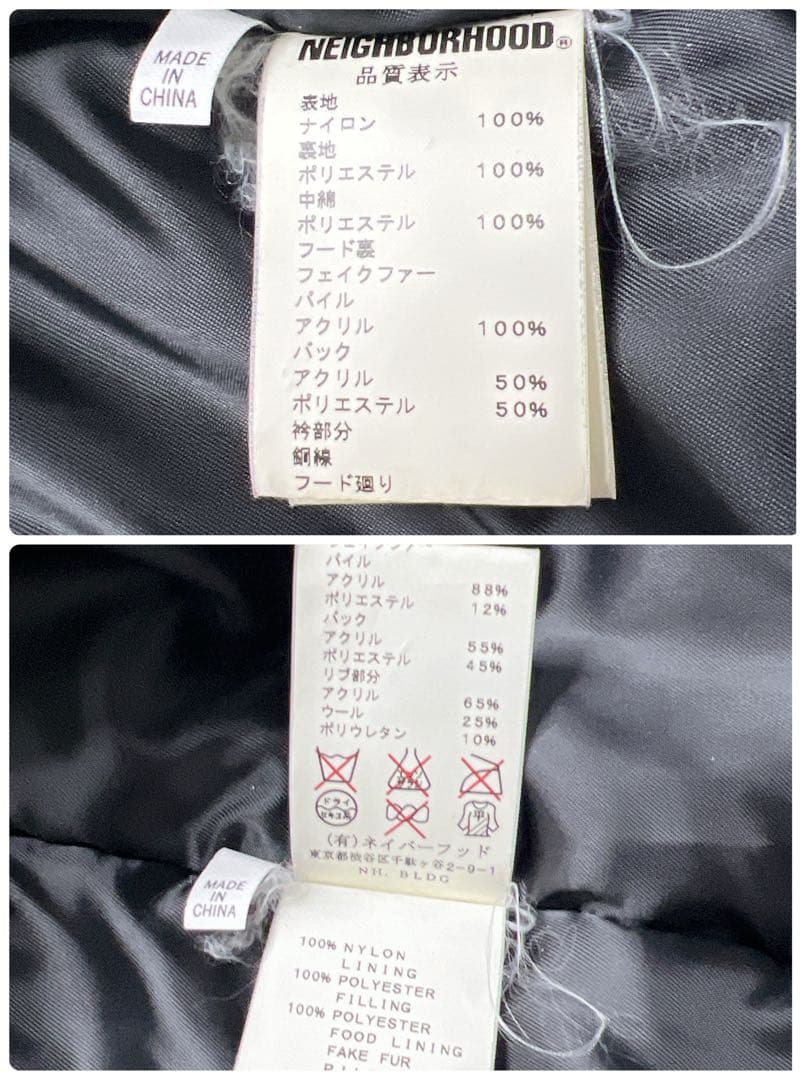 MADE
IN
CHINA
NEIGHBORHOOD®
品質表示
表地
ナイロン 100%
裏地
ポリエステル 100%
中綿
ポリエステル 100%
フード裏
フェイクファー
パイル
アクリル 100%
バック
アクリル 50%
ポリエステル 50%
衿部分
銅線
フード廻り
パイル
アクリル 88%
ポリエステル 12%
バック
アクリル 55%
ポリエステル 45%
リブ部分
アクリル 65%
ウール 25%
ポリウレタン 10%
ドライ
セキユ系
平
(有)ネイバーフッド
東京都渋谷区千駄ヶ谷2-9-1
NH. BLDG
MADE
IN
CHINA
100% NYLON
LINING
100% POLYESTER
FILLING
100% POLYESTER
FOOD LINING
FAKE FUR